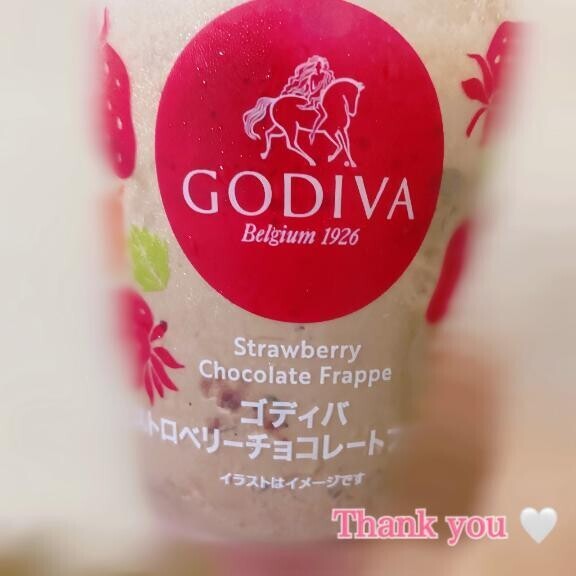 GODIVA
Belgium 1926
Strawberry
Chocolate Frappe
ゴディバ
トロベリーチョコレート
イラストはイメージです
Thank you 🤍